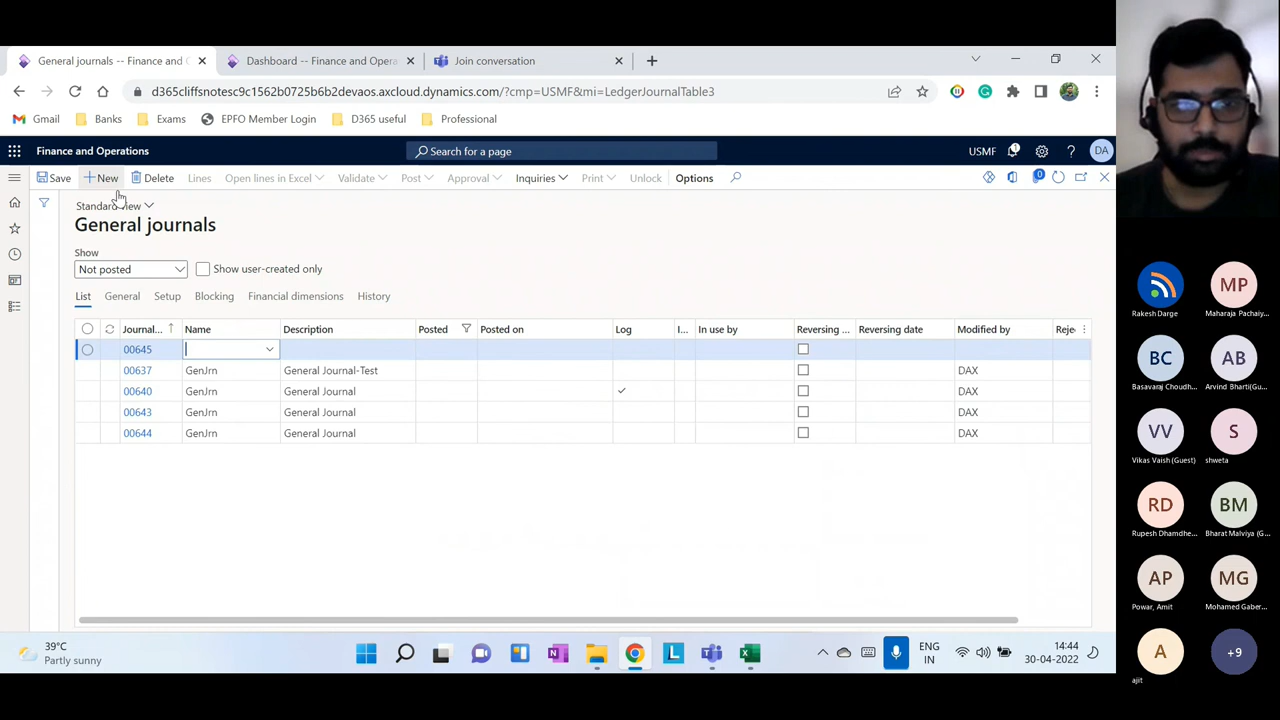 General journals -- Finance and O
Dashboard -- Finance and Opera
Join conversation
d365cliffsnotesc9c1562b0725b6b2devaos.axcloud.dynamics.com/?cmp=USMF&mi=LedgerJournalTable3
Gmail Banks Exams EPFO Member Login D365 useful Professional
Finance and Operations
Search for a page
USMF 1 ? DA
Save New Delete Lines Open lines in Excel Validate Post Approval Inquiries Print Unlock Options 0
Standard view
General journals
Show
Not posted
Show user-created only
List General Setup Blocking Financial dimensions History
Journal... Name Description Posted Posted on Log I... In use by Reversing ... Reversing date Modified by Reje
00645
00637 GenJrn General Journal-Test DAX
00640 GenJrn General Journal DAX
00643 GenJrn General Journal DAX
00644 GenJrn General Journal DAX
39°C
Partly sunny
ENG
IN
14:44
30-04-2022
Rakesh Darge
MP
Maharaja Pachaiy...
BC
Basavaraj Choudh...
AB
Arvind Bharti(Gu...
VV
Vikas Vaish (Guest)
S
shweta
RD
Rupesh Dhamdhe...
BM
Bharat Malviya (G...
AP
Powar, Amit
MG
Mohamed Gaber...
A
ajit
+9